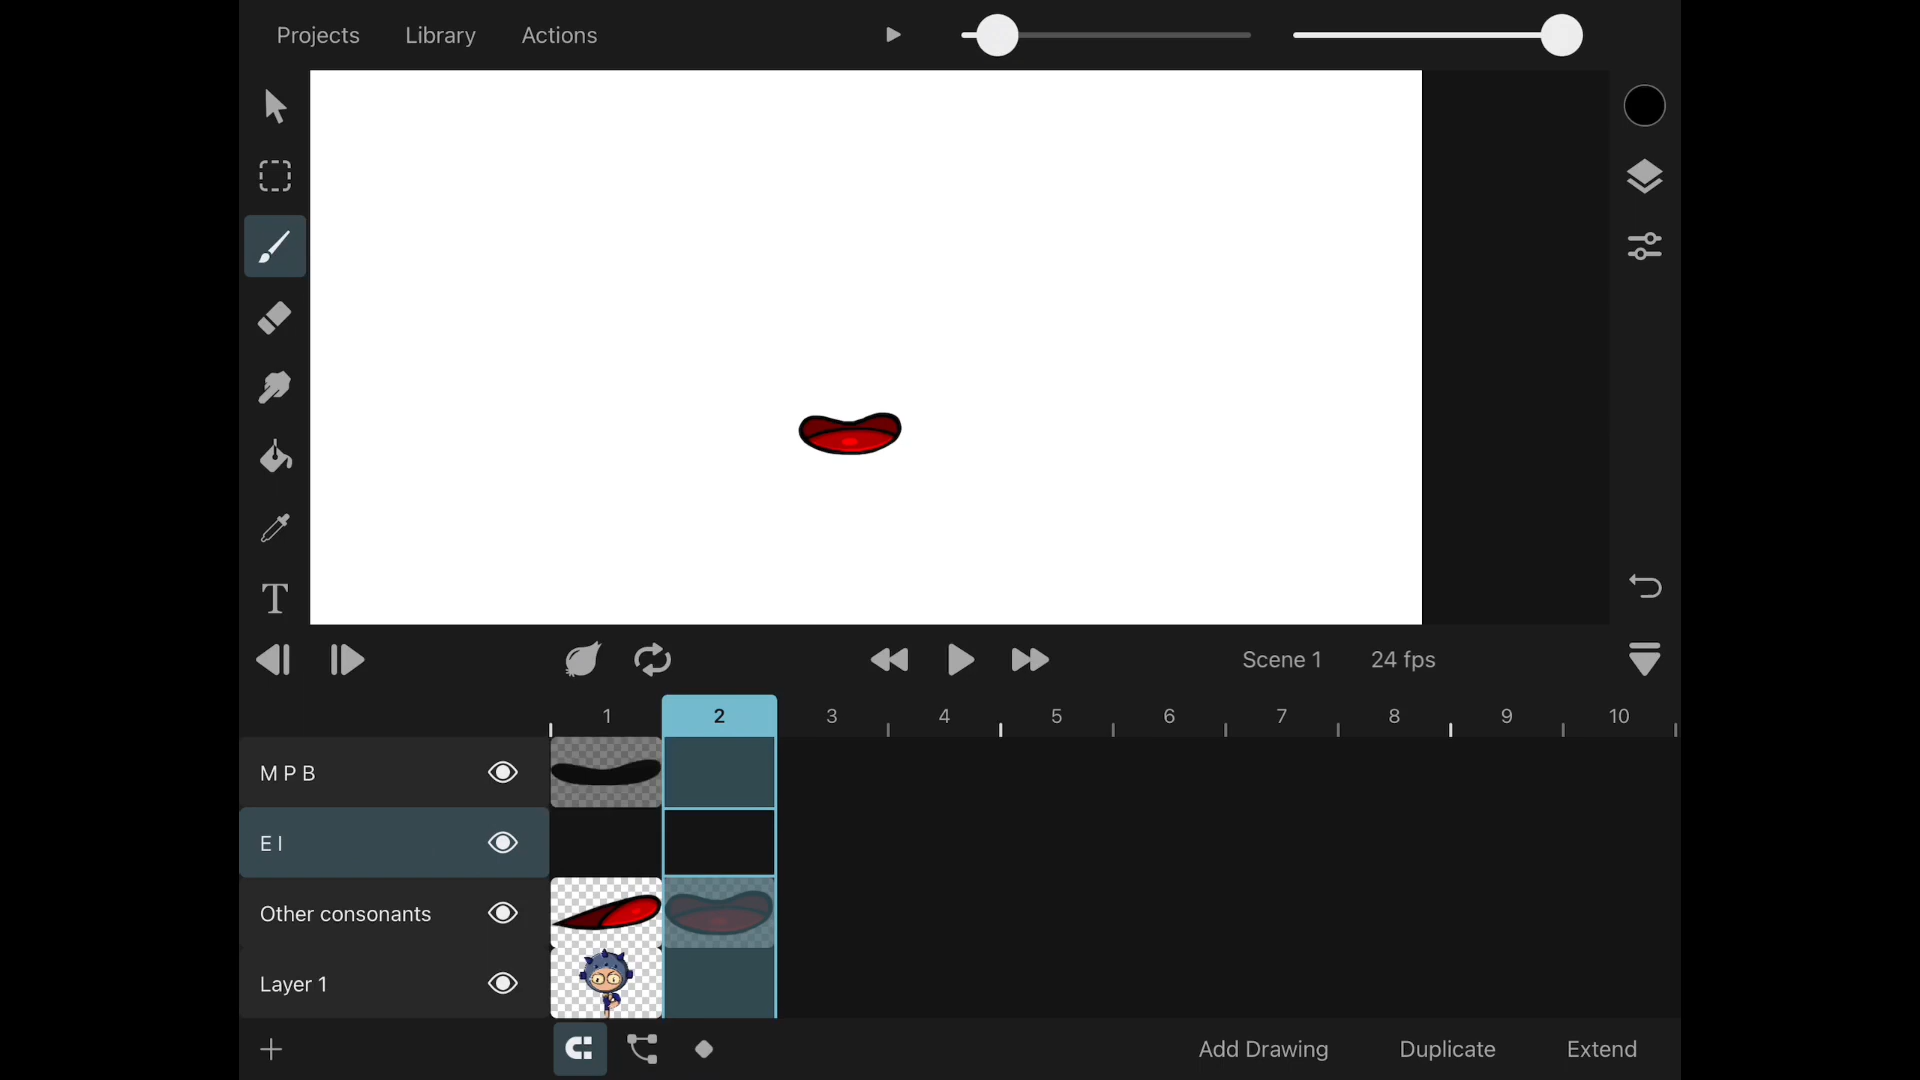 Projects Library Actions
T
Scene 1 24 fps
1 2 3 4 5 6 7 8 9 10
M P B
E I
Other consonants
Layer 1
Add Drawing Duplicate Extend